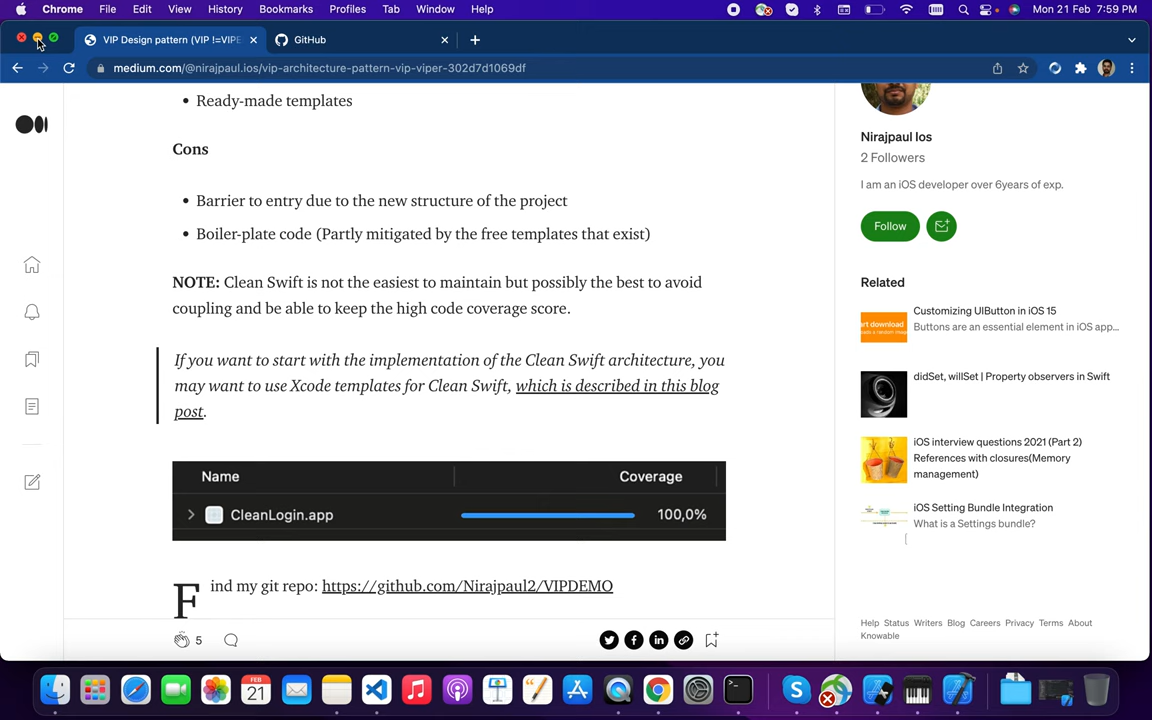 Chrome File Edit View History Bookmarks Profiles Tab Window Help Mon 21 Feb 7:59 PM
VIP Design pattern (VIP !=VIPE GitHub
medium.com/@nirajpaul.ios/vip-architecture-pattern-vip-viper-302d7d1069df
• Ready-made templates
Cons
• Barrier to entry due to the new structure of the project
• Boiler-plate code (Partly mitigated by the free templates that exist)
NOTE: Clean Swift is not the easiest to maintain but possibly the best to avoid
coupling and be able to keep the high code coverage score.
If you want to start with the implementation of the Clean Swift architecture, you
may want to use Xcode templates for Clean Swift, which is described in this blog
post.
Name Coverage
CleanLogin.app 100,0%
Find my git repo: https://github.com/Nirajpaul2/VIPDEMO
5
Nirajpaul Ios
2 Followers
I am an iOS developer over 6years of exp.
Follow
Related
art download
Customizing UIButton in iOS 15
Buttons are an essential element in iOS app...
didSet, willSet | Property observers in Swift
iOS interview questions 2021 (Part 2)
References with closures(Memory
management)
iOS Setting Bundle Integration
What is a Settings bundle?
Help Status Writers Blog Careers Privacy Terms About
Knowable
FEB
21